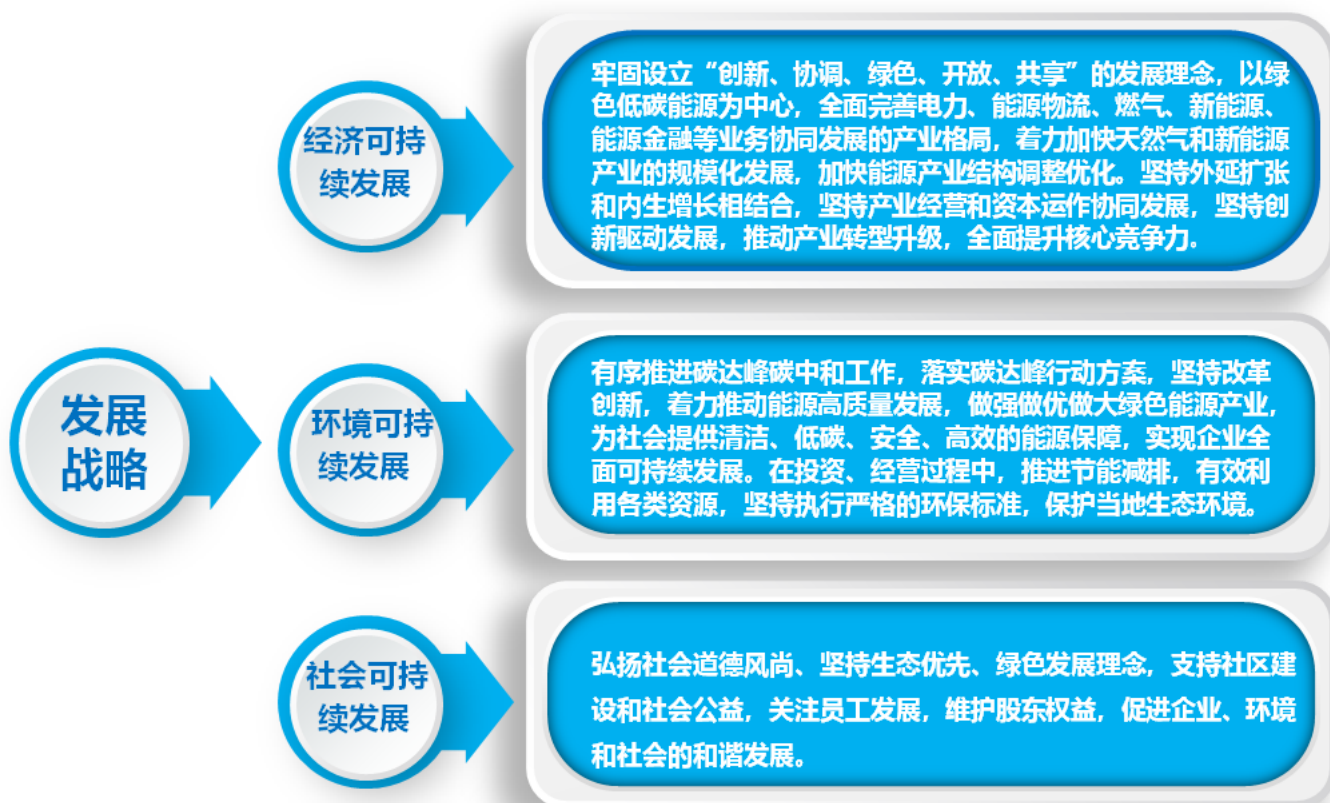 发展
战略
经济可持
续发展
牢固设立“创新、协调、绿色、开放、共享”的发展理念，以绿
色低碳能源为中心，全面完善电力、能源物流、燃气、新能源、
能源金融等业务协同发展的产业格局，着力加快天然气和新能源
产业的规模化发展，加快能源产业结构调整优化。坚持外延扩张
和内生增长相结合，坚持产业经营和资本运作协同发展，坚持创
新驱动发展，推动产业转型升级，全面提升核心竞争力。
环境可持
续发展
有序推进碳达峰碳中和工作，落实碳达峰行动方案，坚持改革
创新，着力推动能源高质量发展，做强做优做大绿色能源产业，
为社会提供清洁、低碳、安全、高效的能源保障，实现企业全
面可持续发展。在投资、经营过程中，推进节能减排，有效利
用各类资源，坚持执行严格的环保标准，保护当地生态环境。
社会可持
续发展
弘扬社会道德风尚、坚持生态优先、绿色发展理念，支持社区建
设和社会公益，关注员工发展，维护股东权益，促进企业、环境
和社会的和谐发展。